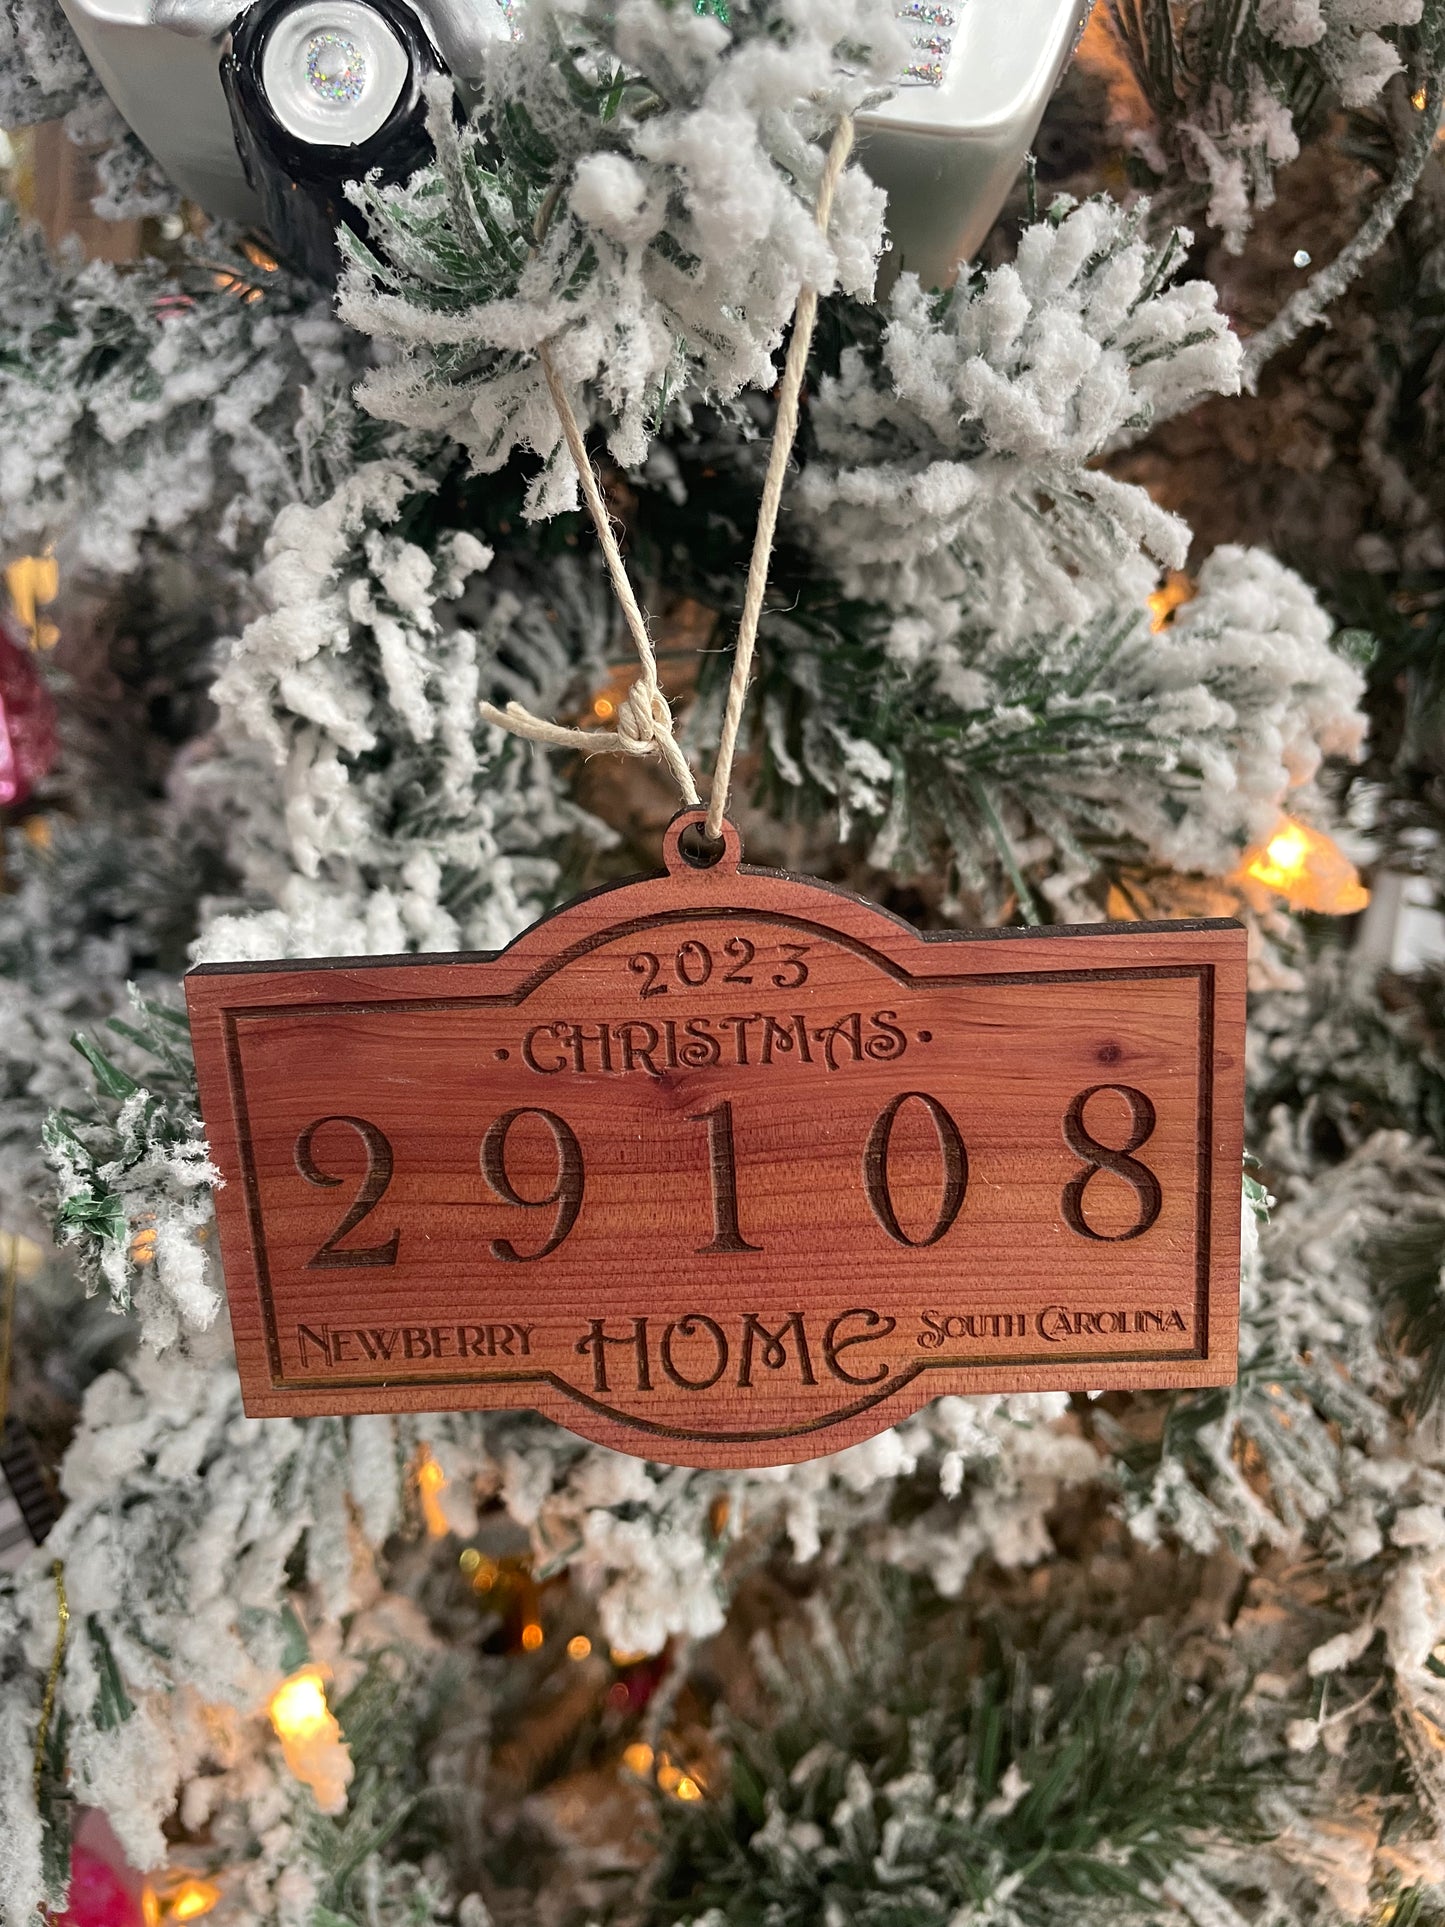 2023
·CHRISTMAS·
29108
NEWBERRY HOME SOUTH CAROLINA